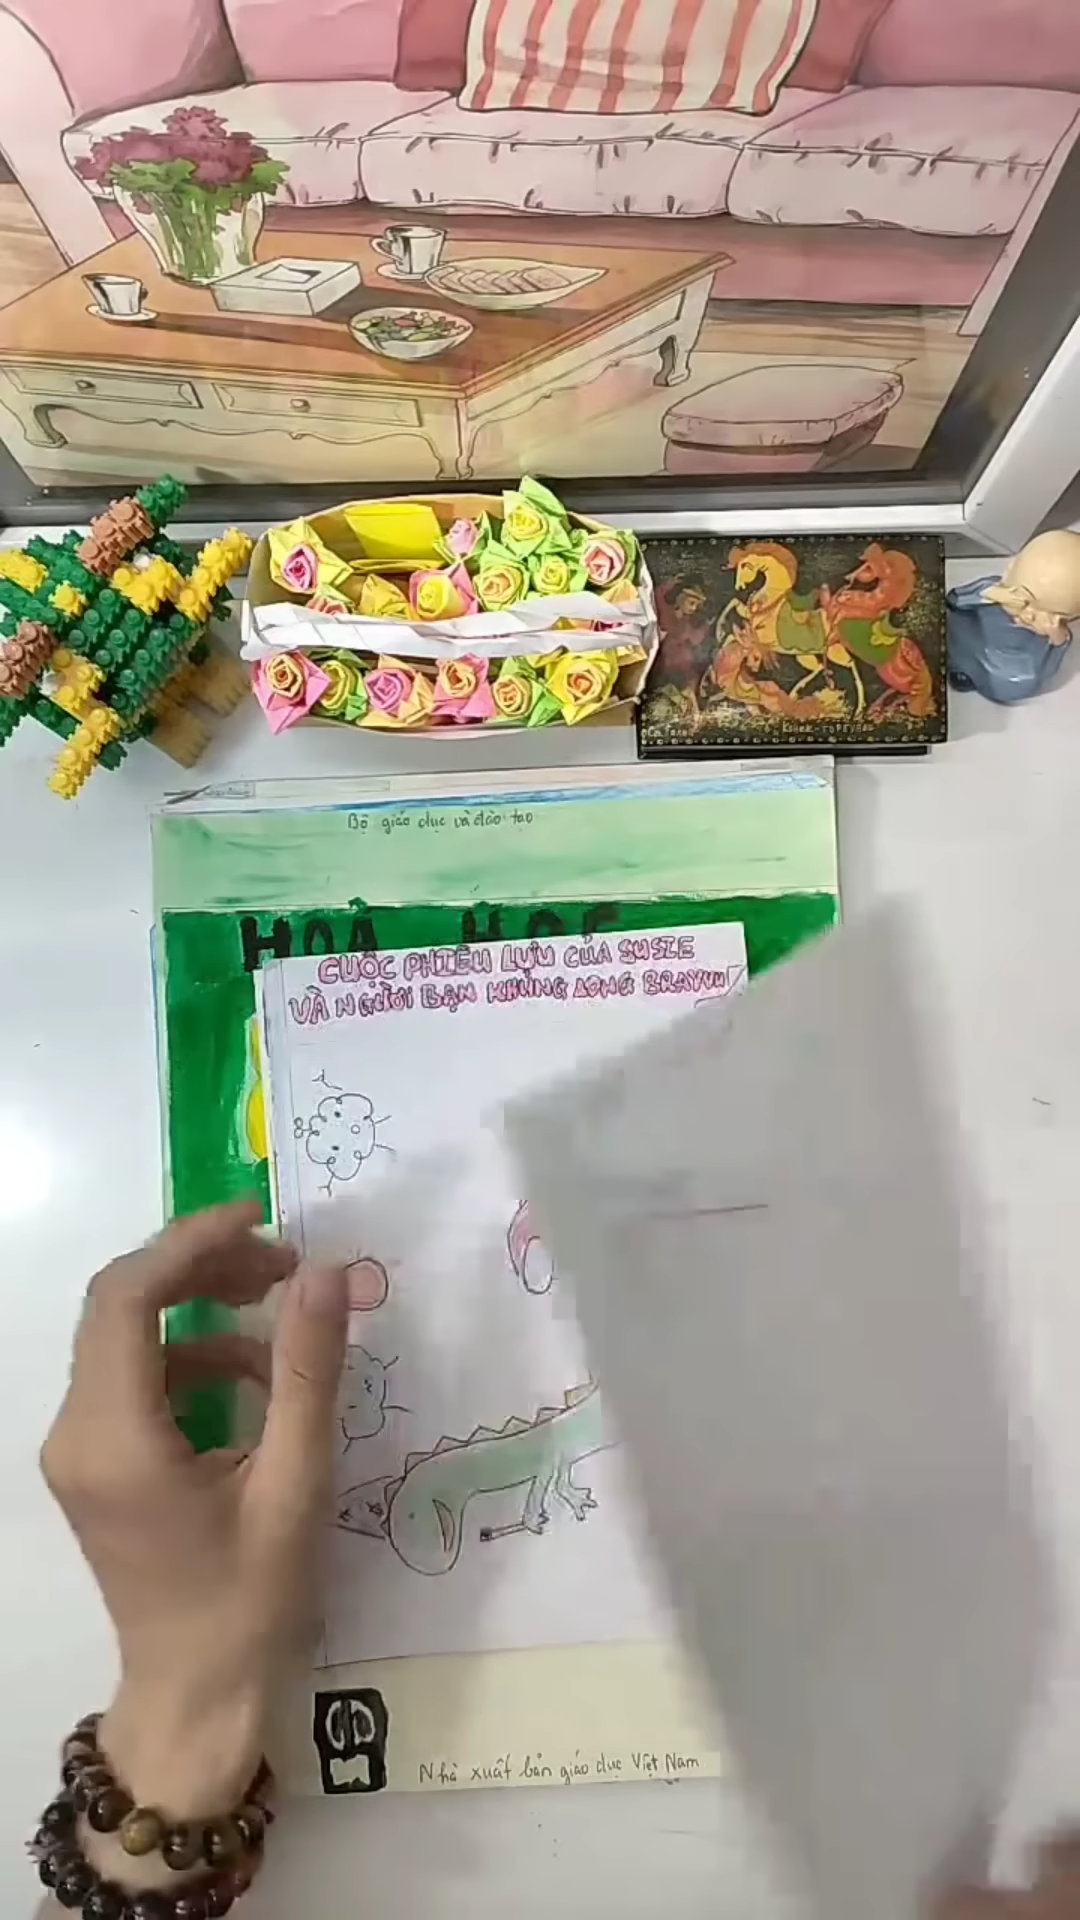 Bộ giáo dục và đào tạo
HOÁ HỌC
CUỘC PHIÊU LƯU CỦA SUSIE
VÀ NGƯỜI BẠN KHỦNG LONG
Nhà xuất bản giáo dục Việt Nam